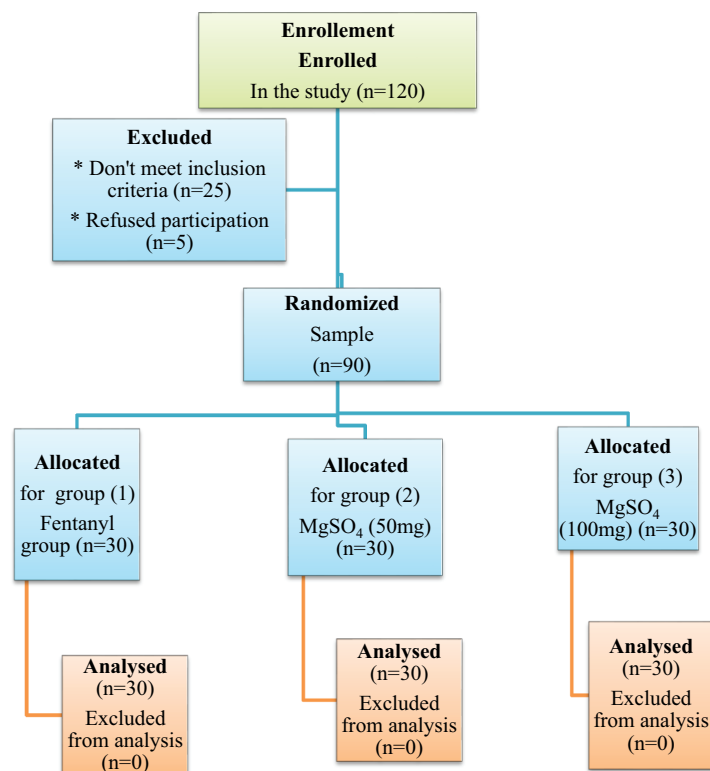 Enrollement
Enrolled
In the study (n=120)
Excluded
* Don't meet inclusion
criteria (n=25)
* Refused participation
(n=5)
Randomized
Sample
(n=90)
Allocated
for group (1)
Fentanyl
group (n=30)
Allocated
for group (2)
MgSO₄ (50mg)
(n=30)
Allocated
for group (3)
MgSO₄
(100mg) (n=30)
Analysed
(n=30)
Excluded
from analysis
(n=0)
Analysed
(n=30)
Excluded
from analysis
(n=0)
Analysed
(n=30)
Excluded
from analysis
(n=0)